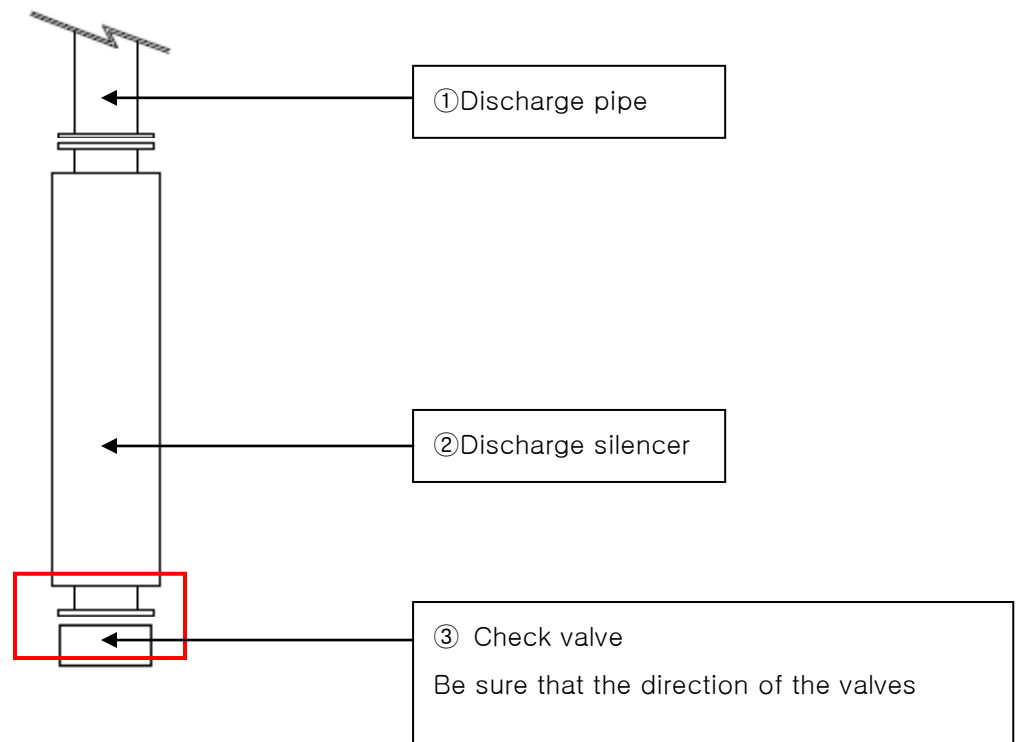 ①Discharge pipe
②Discharge silencer
③ Check valve
Be sure that the direction of the valves